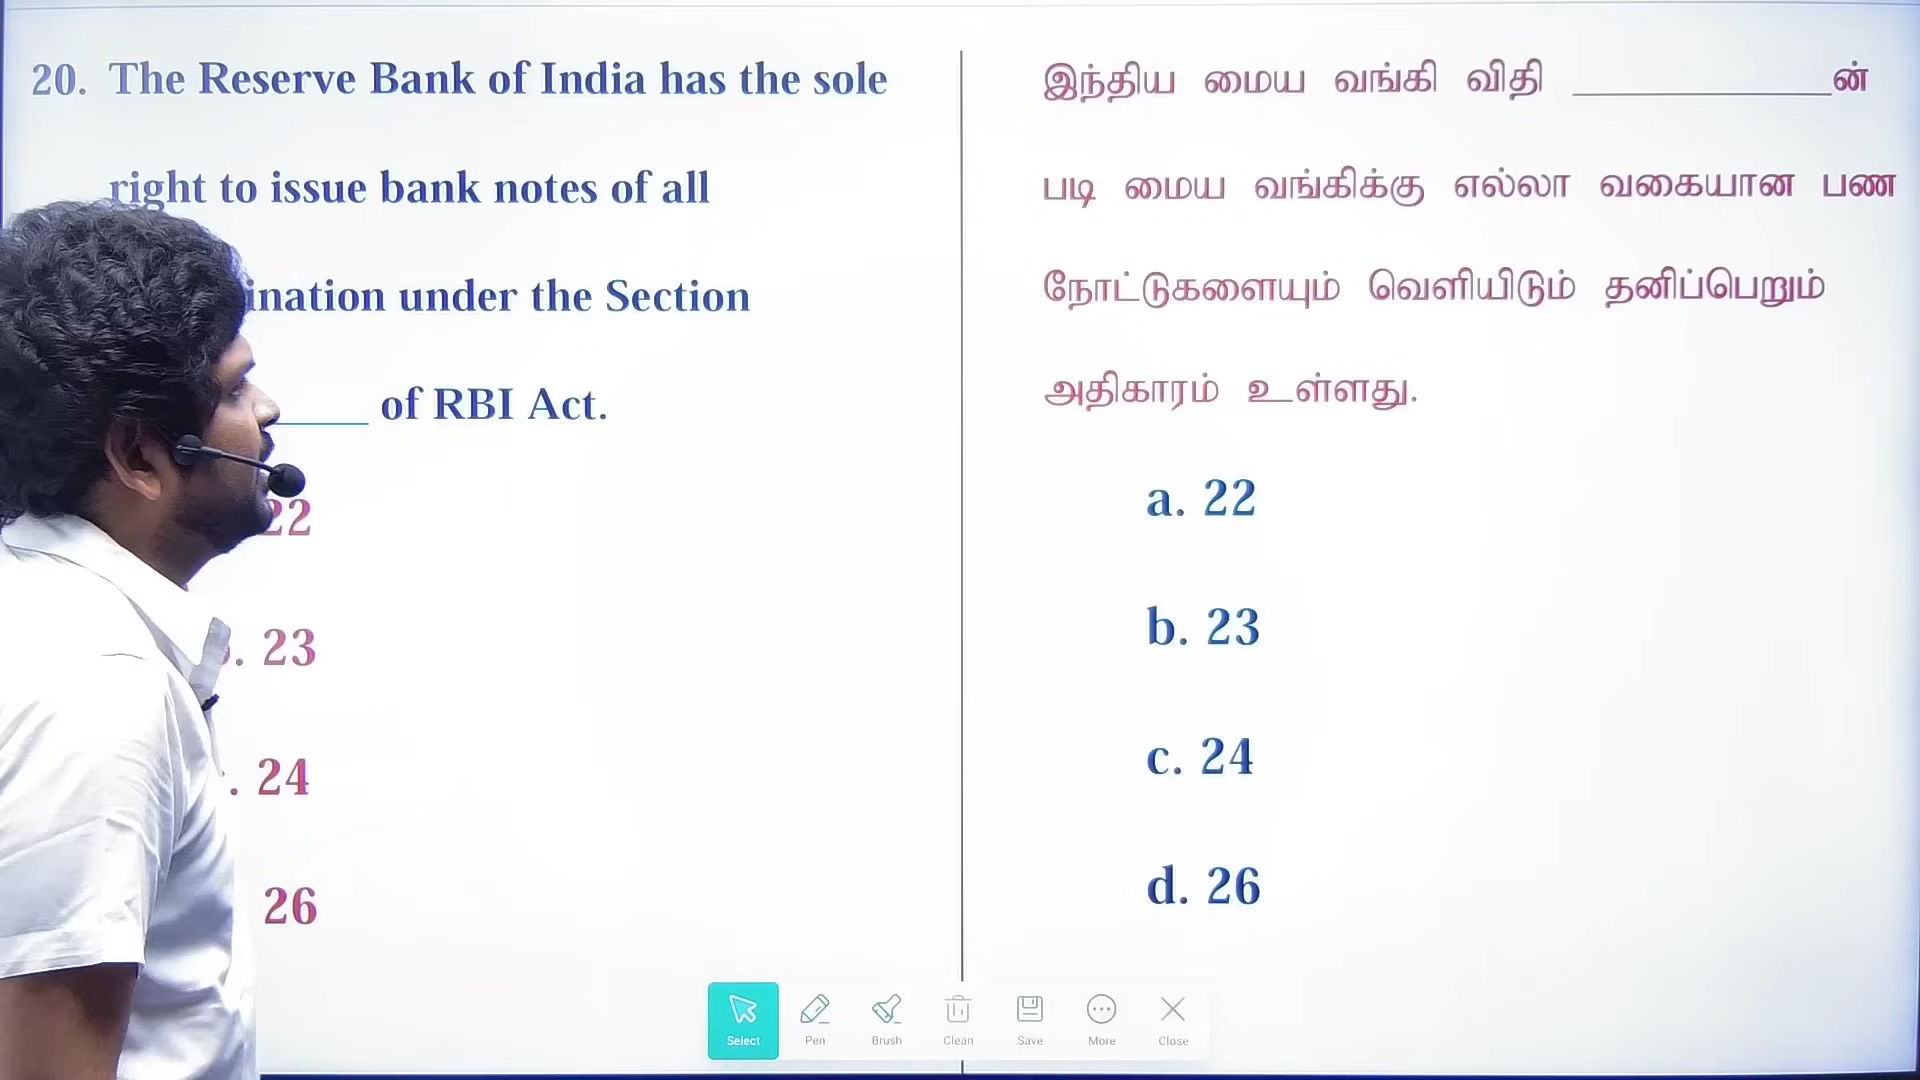 20. The Reserve Bank of India has the sole
right to issue bank notes of all
ination under the Section
of RBI Act.
22
. 23
. 24
26
இந்திய மைய வங்கி விதி ____________ன்
படி மைய வங்கிக்கு எல்லா வகையான பண
நோட்டுகளையும் வெளியிடும் தனிப்பெறும்
அதிகாரம் உள்ளது.
a. 22
b. 23
c. 24
d. 26
Select Pen Brush Clean Save More Close